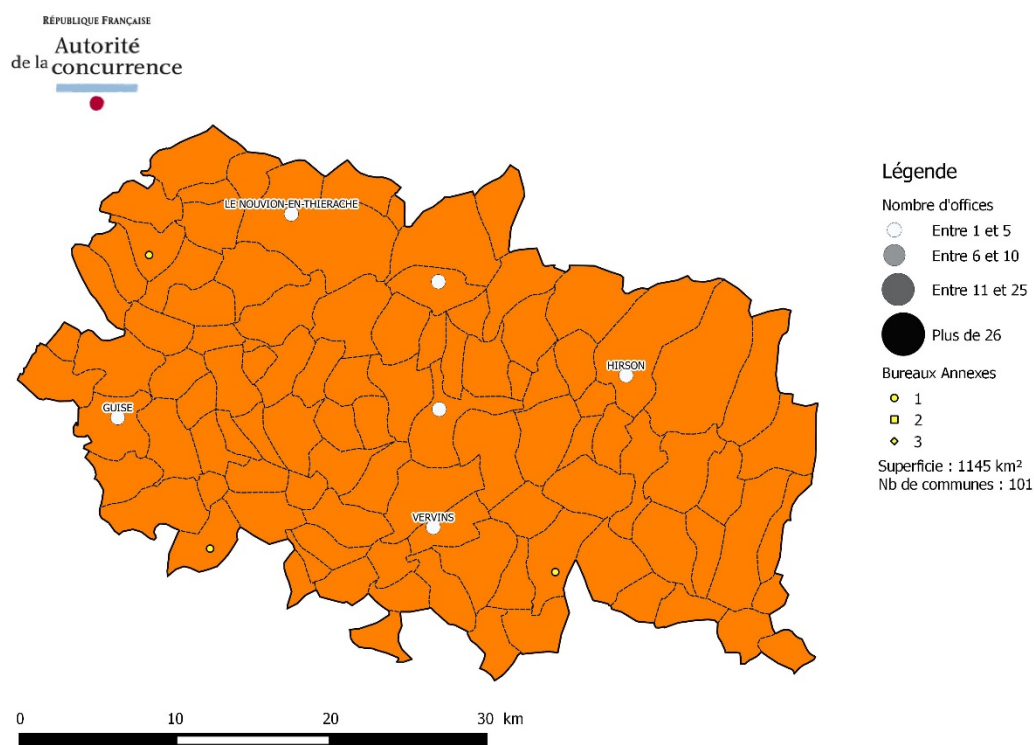 RÉPUBLIQUE FRANÇAISE
Autorité
de la concurrence
LE NOUVION-EN-THIERACHE
HIRSON
GUISE
VERVINS
Légende
Nombre d'offices
Entre 1 et 5
Entre 6 et 10
Entre 11 et 25
Plus de 26
Bureaux Annexes
1
2
3
Superficie : 1145 km²
Nb de communes : 101
0 10 20 30 km